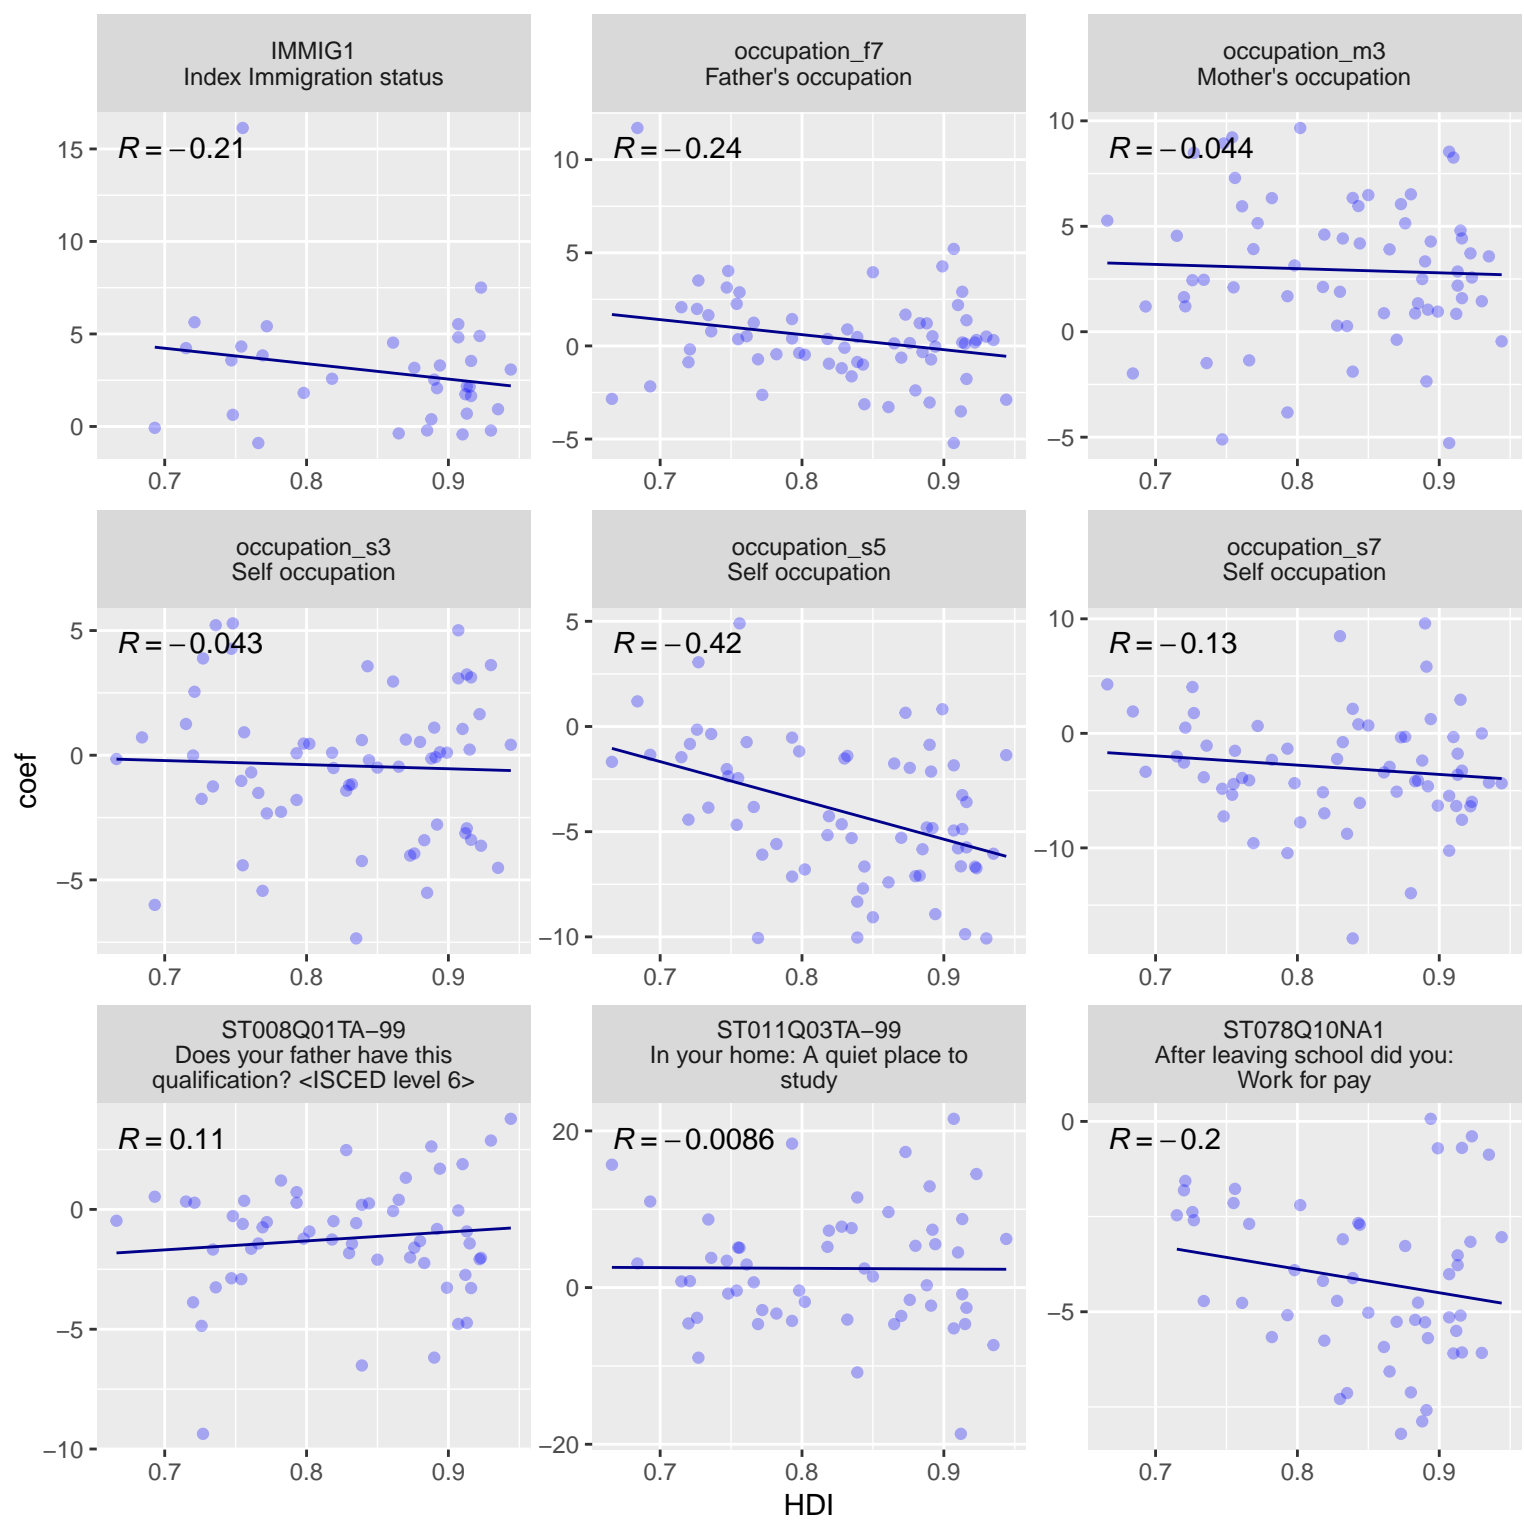 IMMIG1
Index Immigration status
occupation_f7
Father's occupation
occupation_m3
Mother's occupation
R = −0.21
R = −0.24
R = −0.044
15
10
5
0
10
5
0
−5
10
5
0
−5
0.7 0.8 0.9
0.7 0.8 0.9
0.7 0.8 0.9
occupation_s3
Self occupation
occupation_s5
Self occupation
occupation_s7
Self occupation
R = −0.043
R = −0.42
R = −0.13
5
0
−5
5
0
−5
−10
10
0
−10
0.7 0.8 0.9
0.7 0.8 0.9
0.7 0.8 0.9
coef
ST008Q01TA−99
Does your father have this
qualification? <ISCED level 6>
ST011Q03TA−99
In your home: A quiet place to
study
ST078Q10NA1
After leaving school did you:
Work for pay
R = 0.11
R = −0.0086
R = −0.2
0
−5
−10
20
10
0
−20
0
−5
0.7 0.8 0.9
0.7 0.8 0.9
0.7 0.8 0.9
HDI